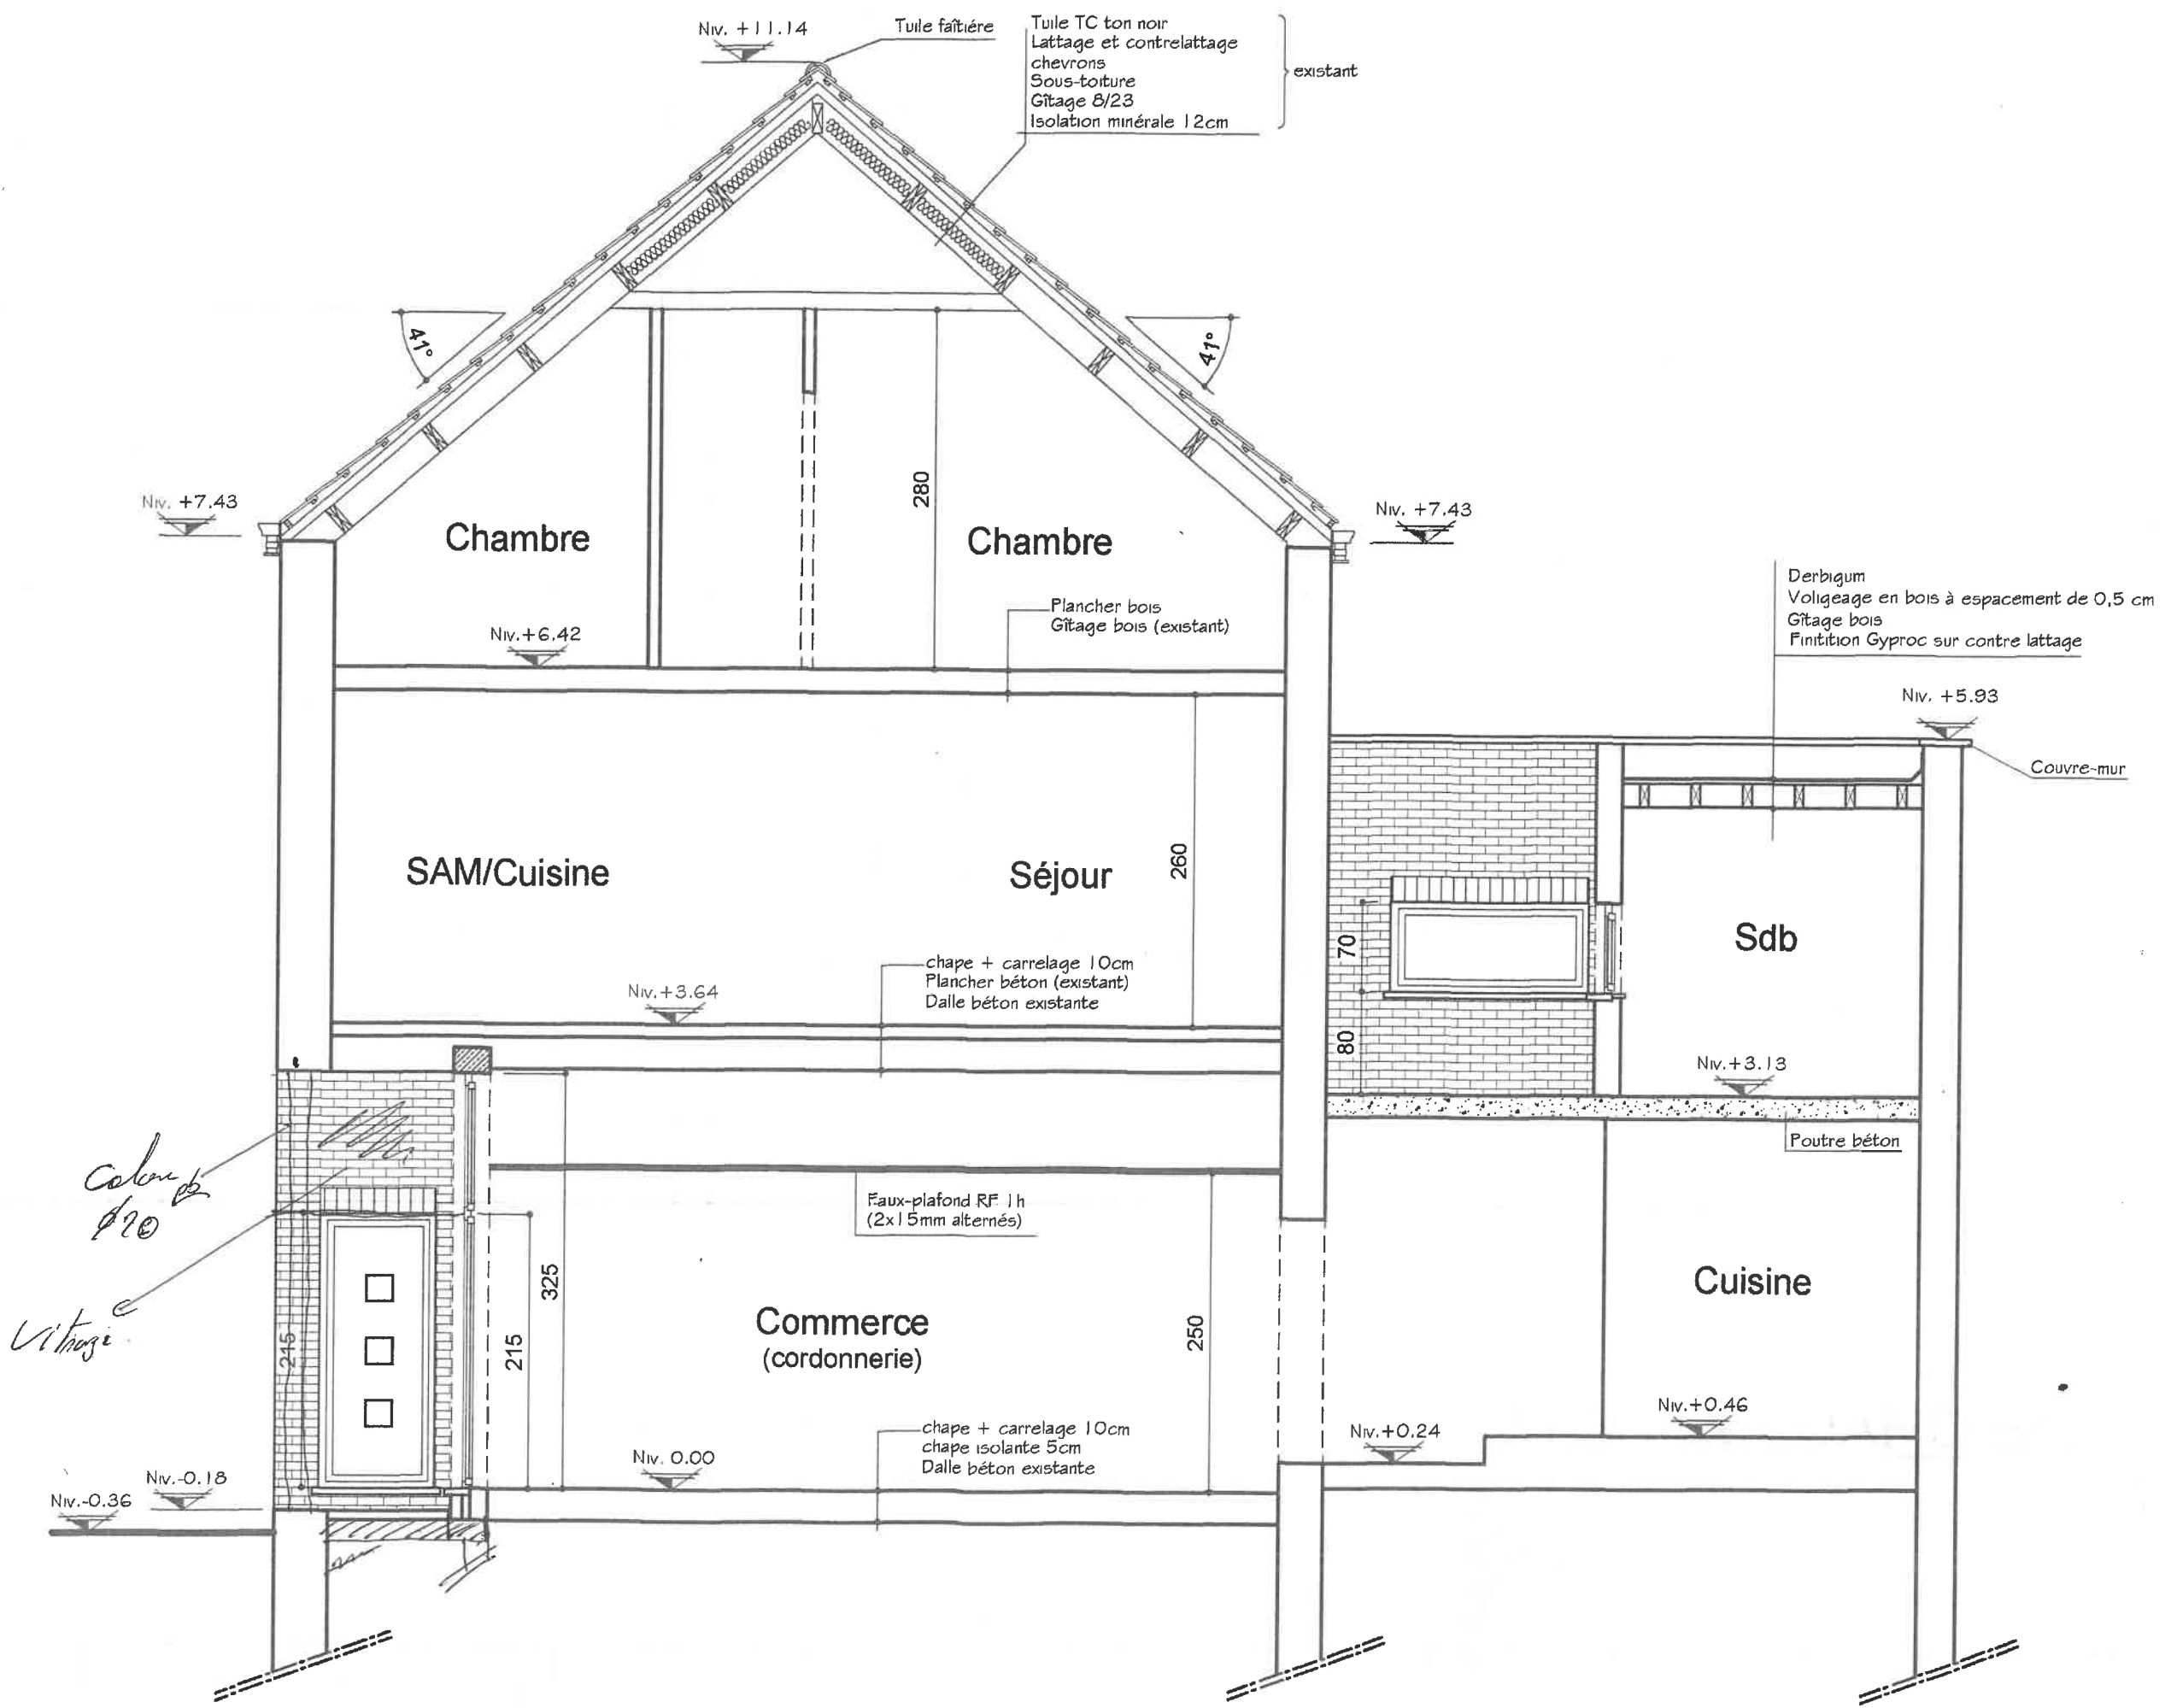 Niv. +11.14
Tuile faîtiére
Tuile TC ton noir
Lattage et contrelattage
chevrons
Sous-toiture
Gîtage 8/23
Isolation minérale 12cm
existant
41°
41°
280
Niv. +7.43
Niv. +7.43
Chambre
Chambre
Plancher bois
Gîtage bois (existant)
Niv.+6.42
Derbigum
Voligeage en bois à espacement de 0,5 cm
Gîtage bois
Finitition Gyproc sur contre lattage
Niv. +5.93
Couvre-mur
SAM/Cuisine
Séjour
260
70
80
Sdb
chape + carrelage 10cm
Plancher béton (existant)
Dalle béton existante
Niv.+3.64
Niv.+3.13
Poutre béton
Faux-plafond RF 1h
(2x15mm alternés)
325
215
215
250
Commerce
(cordonnerie)
Cuisine
chape + carrelage 10cm
chape isolante 5cm
Dalle béton existante
Niv. 0.00
Niv.+0.24
Niv.+0.46
Niv.-0.18
Niv.-0.36